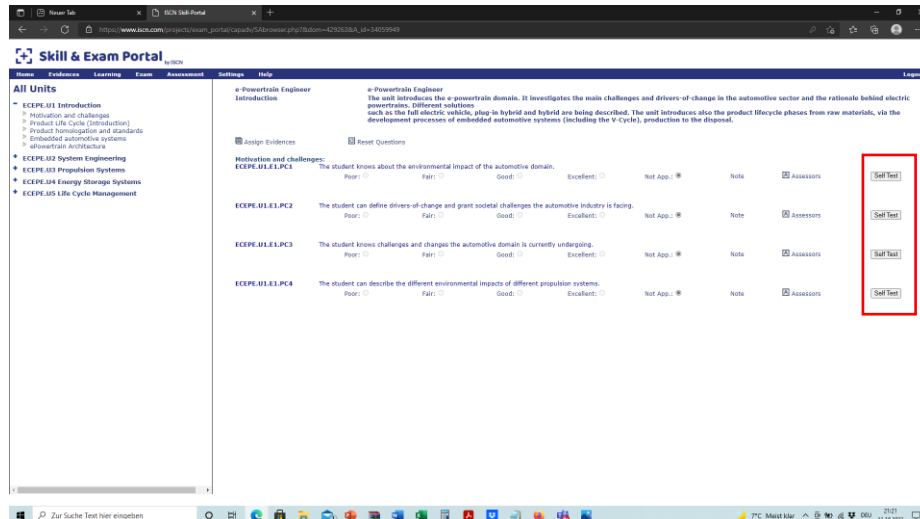 Neuer Tab
ISCN Skill-Portal
https://www.iscn.com/projects/exam_portal/capadv/SAbrowser.php?&dom=42926&A_id=34059949
Skill & Exam Portal by ISCN
Home Evidences Learning Exam Assessment Settings Help
All Units
ECEPE.U1 Introduction
Motivation and challenges
Product Life Cycle (Introduction)
Product homologation and standards
Embedded automotive systems
ePowertrain Architecture
ECEPE.U2 System Engineering
ECEPE.U3 Propulsion Systems
ECEPE.U4 Energy Storage Systems
ECEPE.U5 Life Cycle Management
e-Powertrain Engineer
Introduction
e-Powertrain Engineer
The unit introduces the e-powertrain domain. It investigates the main challenges and drivers-of-change in the automotive sector and the rationale behind electric
powertrains. Different solutions
such as the full electric vehicle, plug-in hybrid and hybrid are being described. The unit introduces also the product lifecycle phases from raw materials, via the
development processes of embedded automotive systems (including the V-Cycle), production to the disposal.
Assign Evidences Reset Questions
Motivation and challenges:
ECEPE.U1.E1.PC1 The student knows about the environmental impact of the automotive domain.
Poor: Fair: Good: Excellent: Not App.: Note Assessors Self Test
ECEPE.U1.E1.PC2 The student can define drivers-of-change and grant societal challenges the automotive industry is facing.
Poor: Fair: Good: Excellent: Not App.: Note Assessors Self Test
ECEPE.U1.E1.PC3 The student knows challenges and changes the automotive domain is currently undergoing.
Poor: Fair: Good: Excellent: Not App.: Note Assessors Self Test
ECEPE.U1.E1.PC4 The student can describe the different environmental impacts of different propulsion systems.
Poor: Fair: Good: Excellent: Not App.: Note Assessors Self Test
Zur Suche Text hier eingeben
7°C Meist klar
DEU
21:21